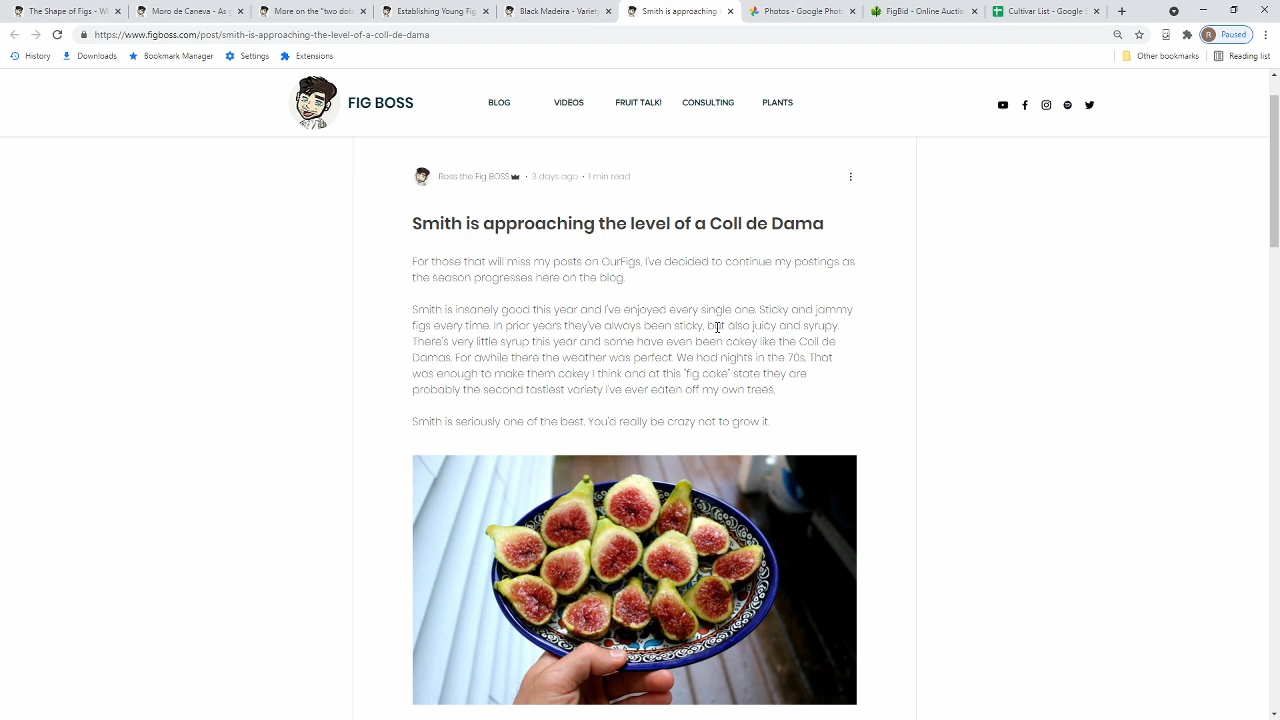 The Shape of Figs - W
Moro de Caneva - As g
More on the "two dots
Establishing Young Fig
Black Madeira - Variety
Smith is approaching t
Photos - Google Photo
FigBid - Online Auctio
Cultivar List - Google S
https://www.figboss.com/post/smith-is-approaching-the-level-of-a-coll-de-dama
R Paused
History
Downloads
Bookmark Manager
Settings
Extensions
Other bookmarks
Reading list
FIG BOSS
BLOG
VIDEOS
FRUIT TALK!
CONSULTING
PLANTS
Ross the Fig BOSS · 3 days ago · 1 min read
Smith is approaching the level of a Coll de Dama
For those that will miss my posts on OurFigs, I've decided to continue my postings as
the season progresses here on the blog.
Smith is insanely good this year and I've enjoyed every single one. Sticky and jammy
figs every time. In prior years they've always been sticky, but also juicy and syrupy.
There's very little syrup this year and some have even been cakey like the Coll de
Damas. For awhile there the weather was perfect. We had nights in the 70s. That
was enough to make them cakey I think and at this "fig cake" state they are
probably the second tastiest variety I've ever eaten off my own trees.
Smith is seriously one of the best. You'd really be crazy not to grow it.